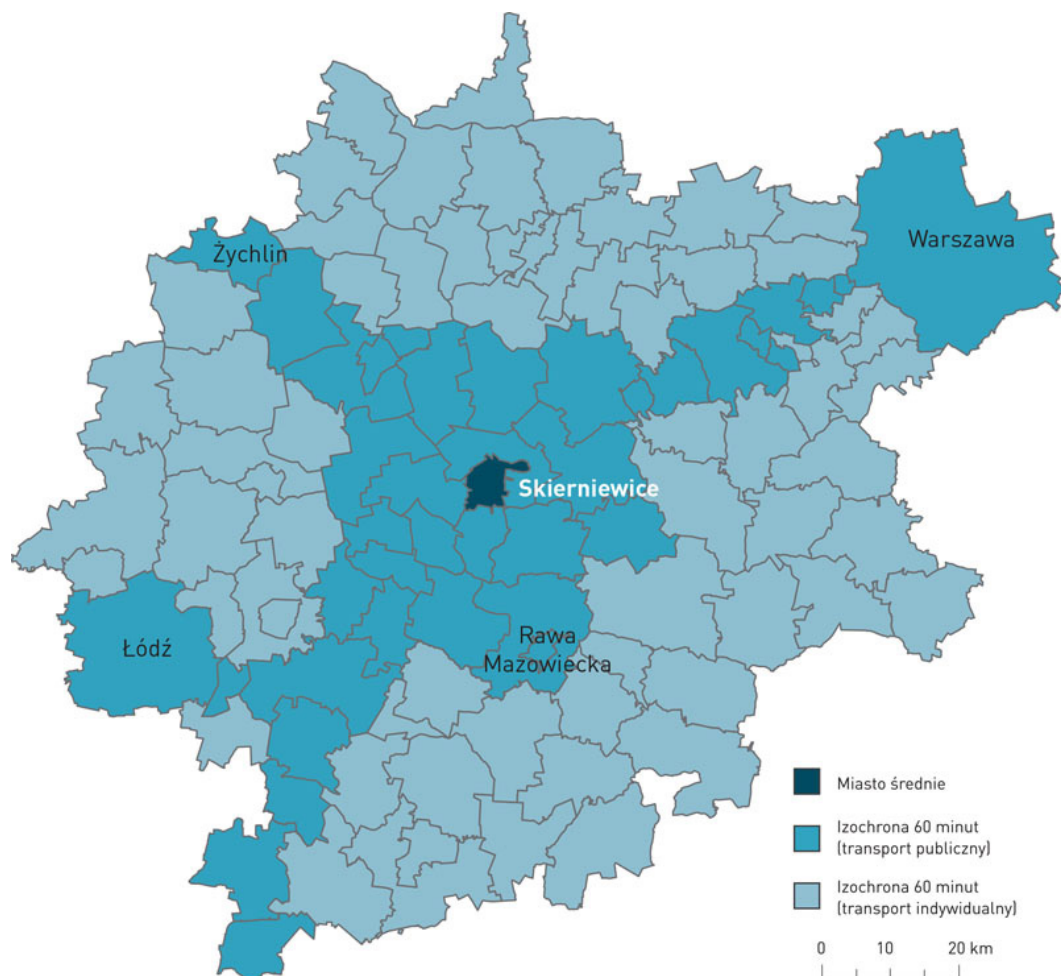 Żychlin
Warszawa
Skierniewice
Łódź
Rawa
Mazowiecka
Miasto średnie
Izochrona 60 minut
(transport publiczny)
Izochrona 60 minut
(transport indywidualny)
0 10 20 km